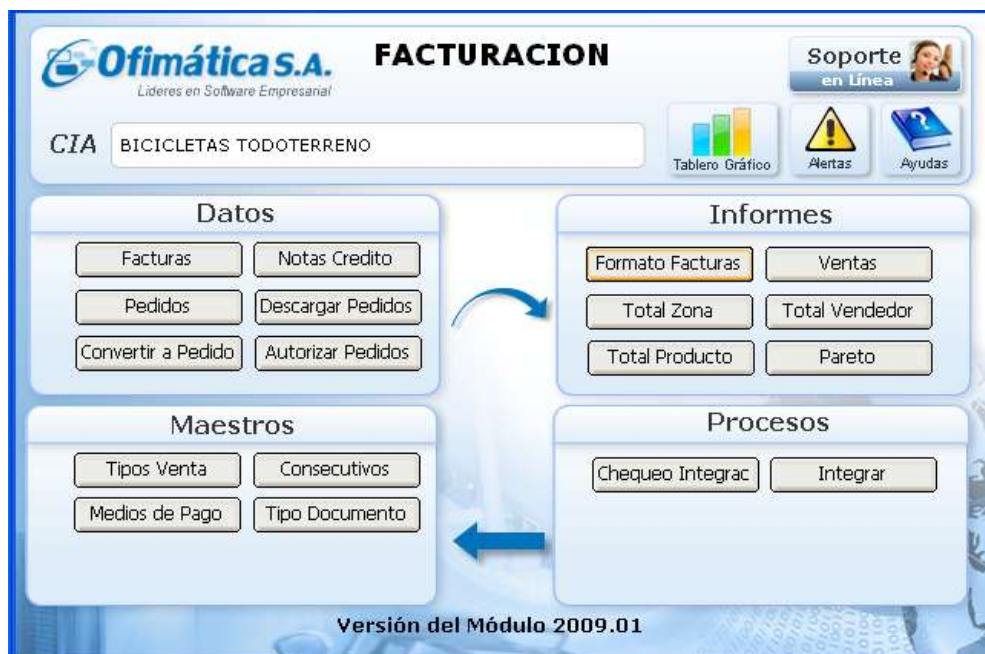 Ofimática S.A.
Lideres en Software Empresarial
FACTURACION
Soporte
en Línea
CIA BICICLETAS TODOTERRENO
Tablero Gráfico Alertas Ayudas
Datos
Facturas Notas Credito
Pedidos Descargar Pedidos
Convertir a Pedido Autorizar Pedidos
Informes
Formato Facturas Ventas
Total Zona Total Vendedor
Total Producto Pareto
Maestros
Tipos Venta Consecutivos
Medios de Pago Tipo Documento
Procesos
Chequeo Integrac Integrar
Versión del Módulo 2009.01